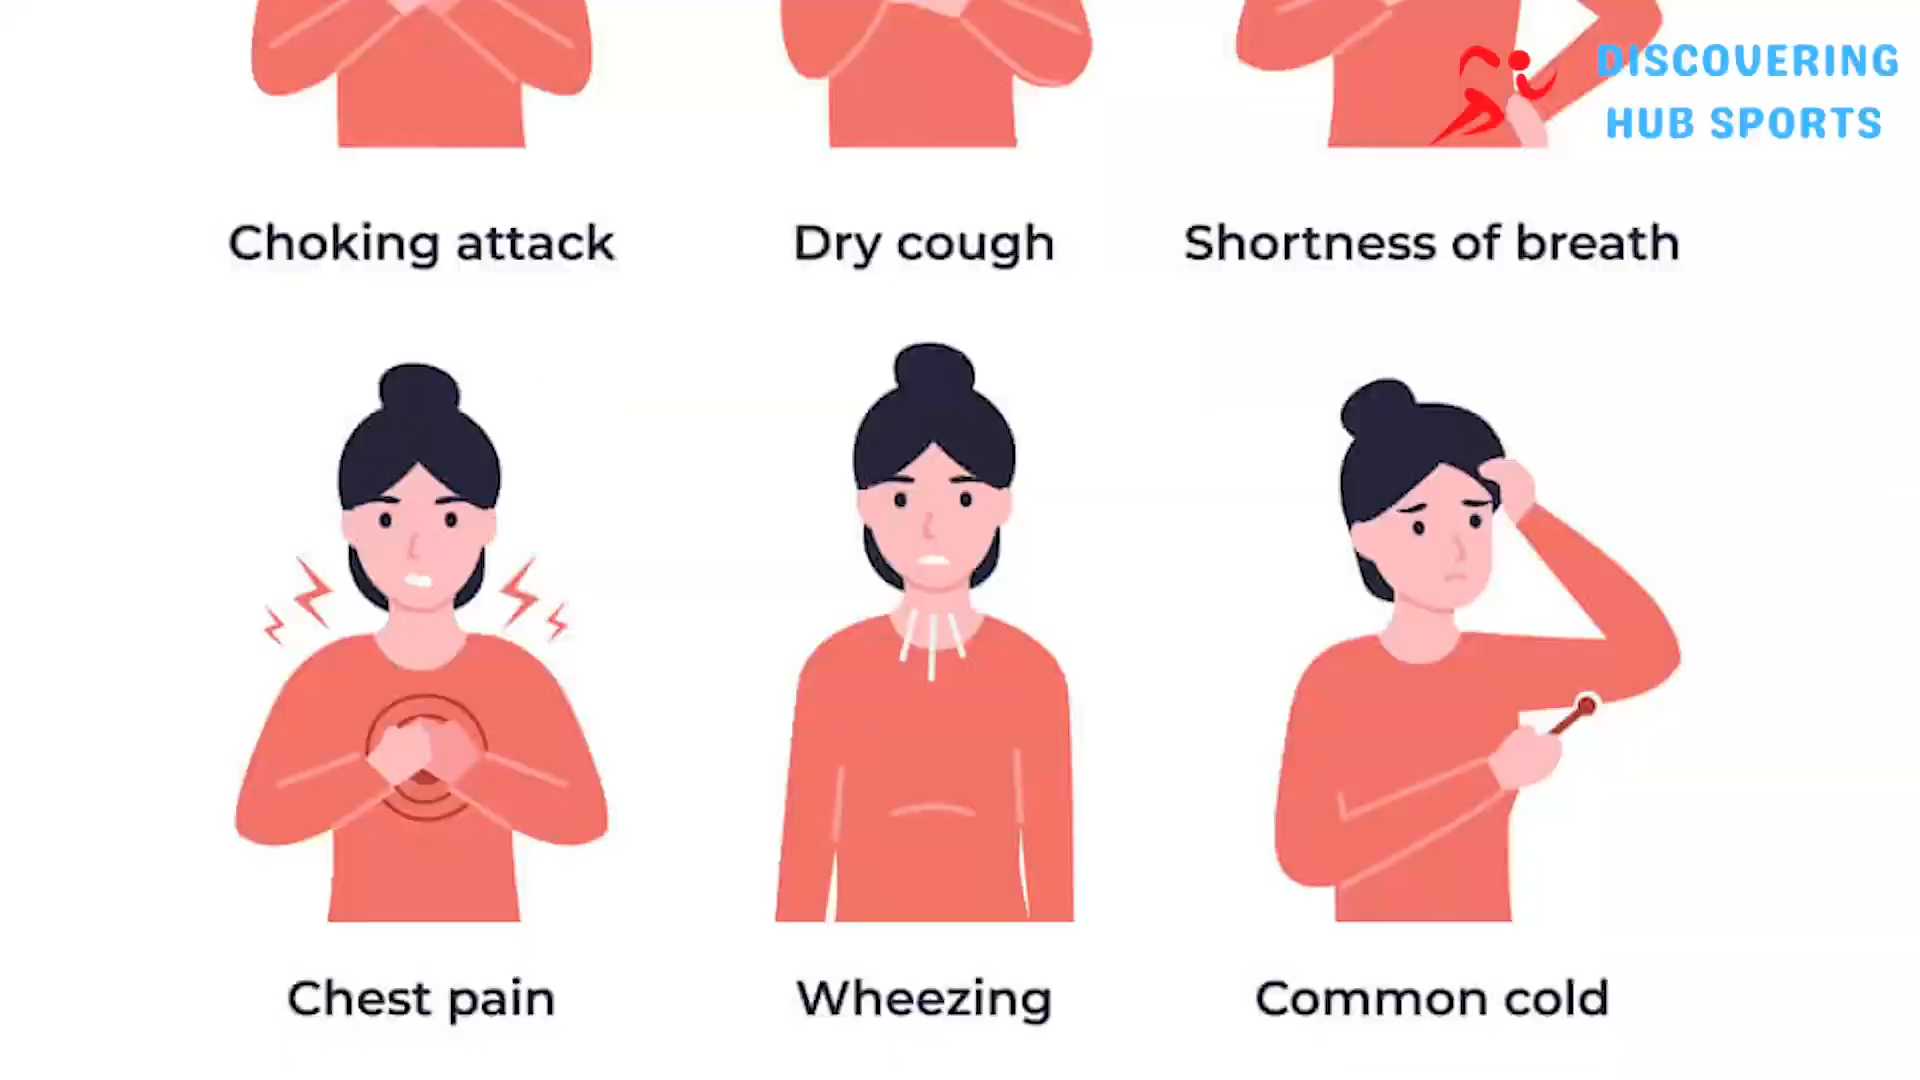 DISCOVERING
HUB SPORTS
Choking attack
Dry cough
Shortness of breath
Chest pain
Wheezing
Common cold